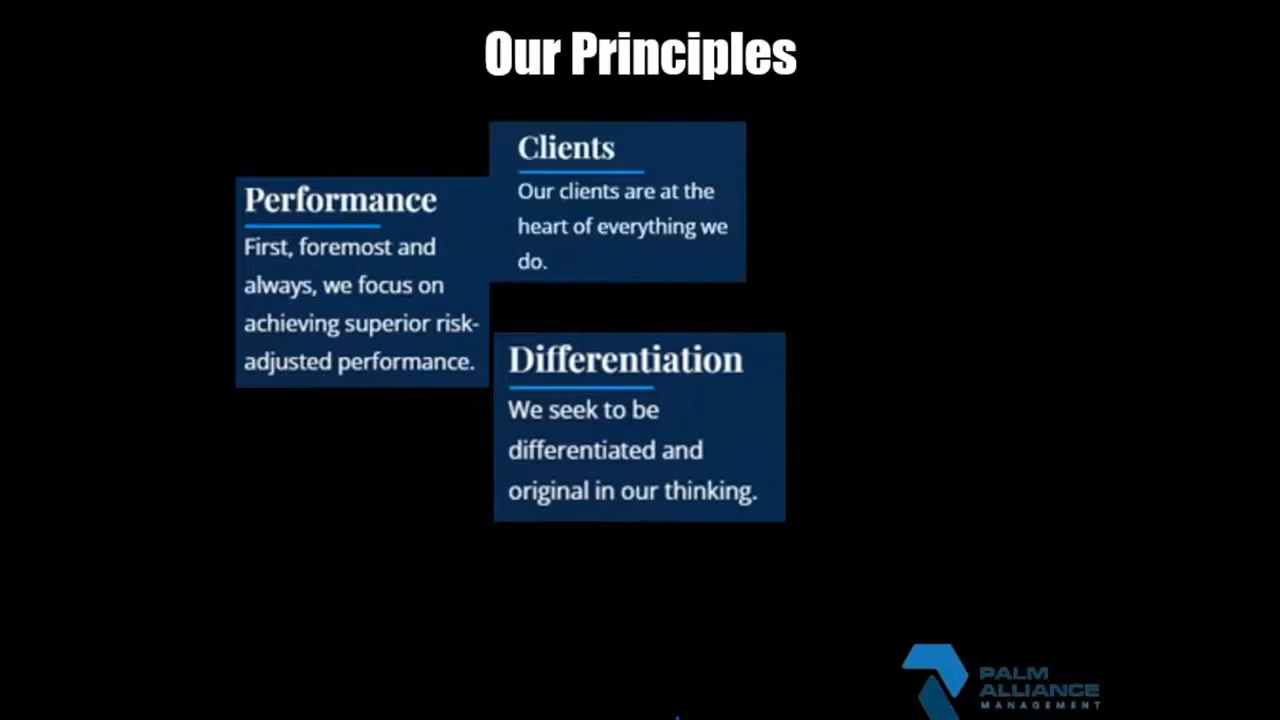 Our Principles
Clients
Our clients are at the
heart of everything we
do.
Performance
First, foremost and
always, we focus on
achieving superior risk-
adjusted performance.
Differentiation
We seek to be
differentiated and
original in our thinking.
PALM
ALLIANCE
MANAGEMENT